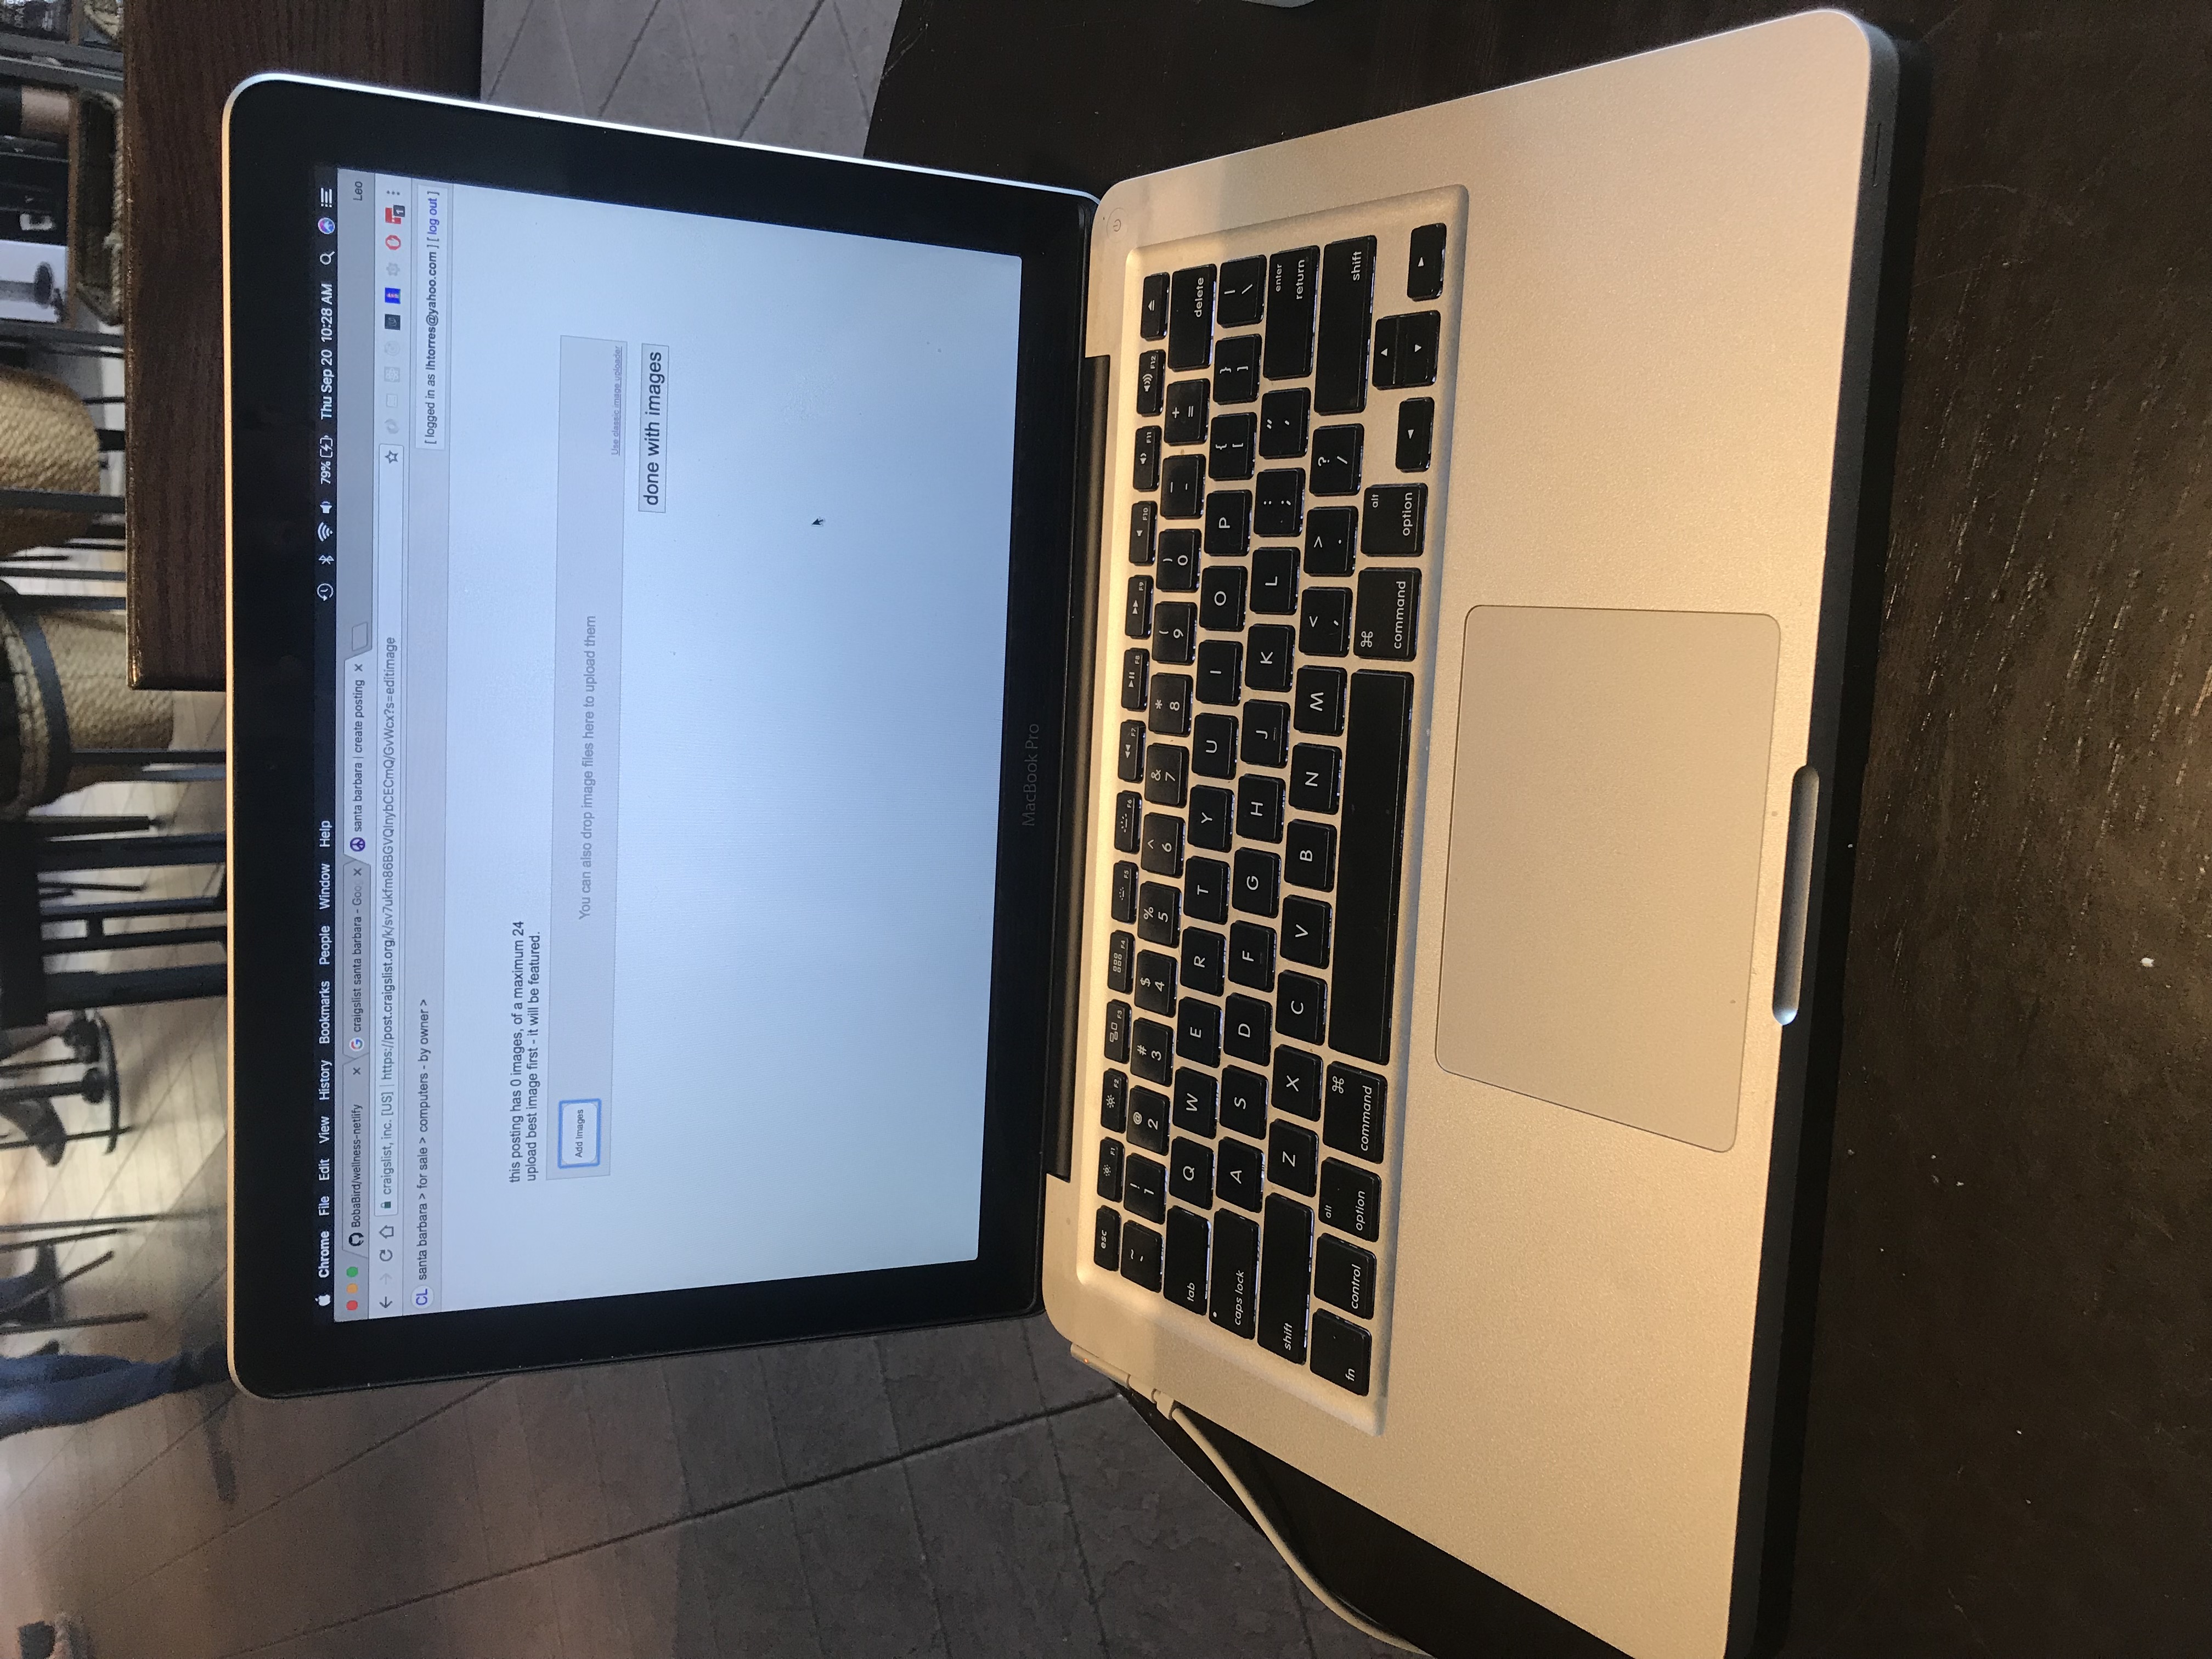 Chrome File Edit View History Bookmarks People Window Help 79% Thu Sep 20 10:28 AM
BobaBird/wellness-netlify craigslist santa barbara - Goo santa barbara | create posting Leo
craigslist, inc. [US] | https://post.craigslist.org/k/sv7ukfm86BGVQInybCECmQ/GvWcx?s=editimage
CL santa barbara > for sale > computers - by owner >
[ logged in as lhtorres@yahoo.com ] [ log out ]
this posting has 0 images, of a maximum 24
upload best image first - it will be featured.
Add Images
You can also drop image files here to upload them
Use classic image uploader
done with images
MacBook Pro
esc F1 F2 F3 F4 F5 F6 F7 F8 F9 F10 F11 F12
~ ! @ # $ % ^ & * ( ) — +
` 1 2 3 4 5 6 7 8 9 0 - = delete
tab Q W E R T Y U I O P { [ } ] | \
caps lock A S D F G H J K L : ; " ' enter return
shift Z X C V B N M < , > . ? / shift
fn control alt option ⌘ command ⌘ command alt option